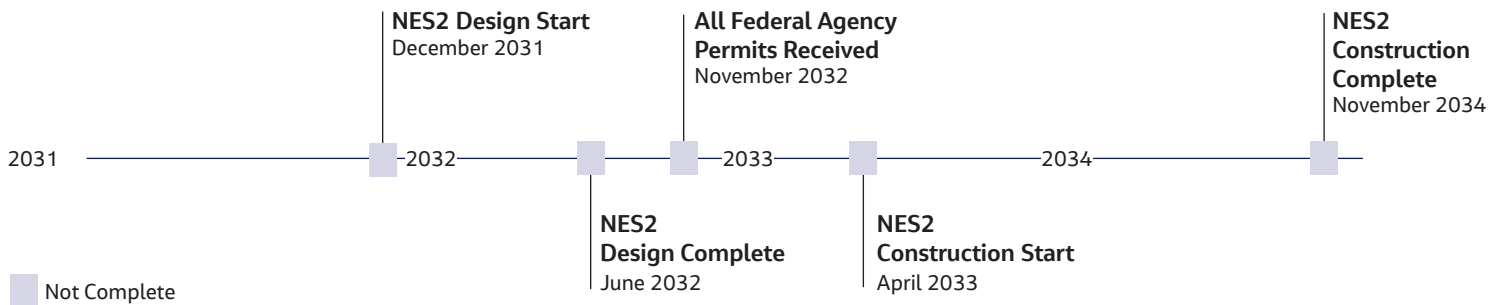 NES2 Design Start
December 2031
All Federal Agency
Permits Received
November 2032
NES2
Construction
Complete
November 2034
2031
2032
2033
2034
NES2
Design Complete
June 2032
NES2
Construction Start
April 2033
Not Complete